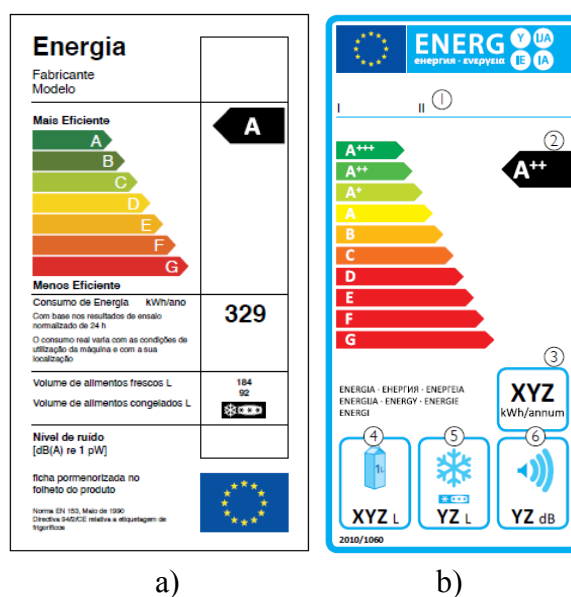 Energia
Fabricante
Modelo
Mais Eficiente
A
A
B
C
D
E
F
G
Menos Eficiente
Consumo de Energia kWh/ano
329
Com base nos resultados de ensaio
normalizado de 24 h
O consumo real varia com as condições de
utilização da máquina e com a sua
localização
Volume de alimentos frescos L 184
92
Volume de alimentos congelados L
Nível de ruído
[dB(A) re 1 pW]
ficha pormenorizada no
folheto do produto
Norma EN 153, Maio de 1990
Directiva 94/2/CE relativa a etiquetagem de
frigoríficos
a)
ENERG Y IJA
енергия · ενεργεια IE IA
I II 1
2
A+++
A++
A++
A+
A
B
C
D
E
F
G
3
ENERGIA · ЕНЕРГИЯ · ΕΝΕΡΓΕΙΑ
ENERGIJA · ENERGY · ENERGIE
ENERGI
XYZ
kWh/annum
4 5 6
1L
XYZ L YZ L YZ dB
2010/1060
b)